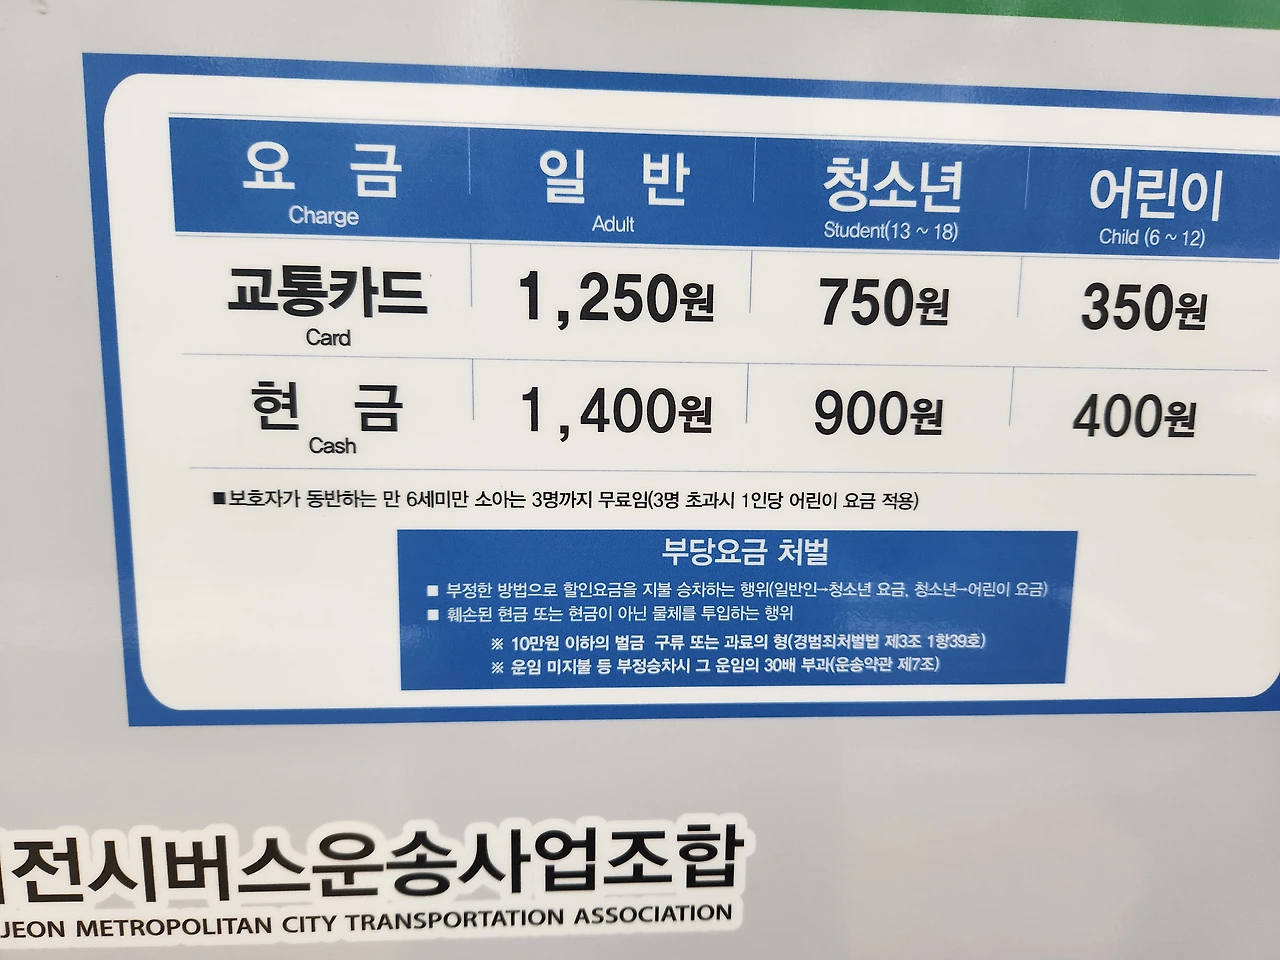 요 금 일 반 청소년 어린이
Charge Adult Student(13 ~ 18) Child (6 ~ 12)
교통카드 1,250원 750원 350원
Card
현 금 1,400원 900원 400원
Cash
■보호자가 동반하는 만 6세미만 소아는 3명까지 무료임(3명 초과시 1인당 어린이 요금 적용)
부당요금 처벌
■ 부정한 방법으로 할인요금을 지불 승차하는 행위(일반인→청소년 요금, 청소년→어린이 요금)
■ 훼손된 현금 또는 현금이 아닌 물체를 투입하는 행위
※ 10만원 이하의 벌금 구류 또는 과료의 형(경범죄처벌법 제3조 1항39호)
※ 운임 미지불 등 부정승차시 그 운임의 30배 부과(운송약관 제7조)
전시버스운송사업조합
JEON METROPOLITAN CITY TRANSPORTATION ASSOCIATION